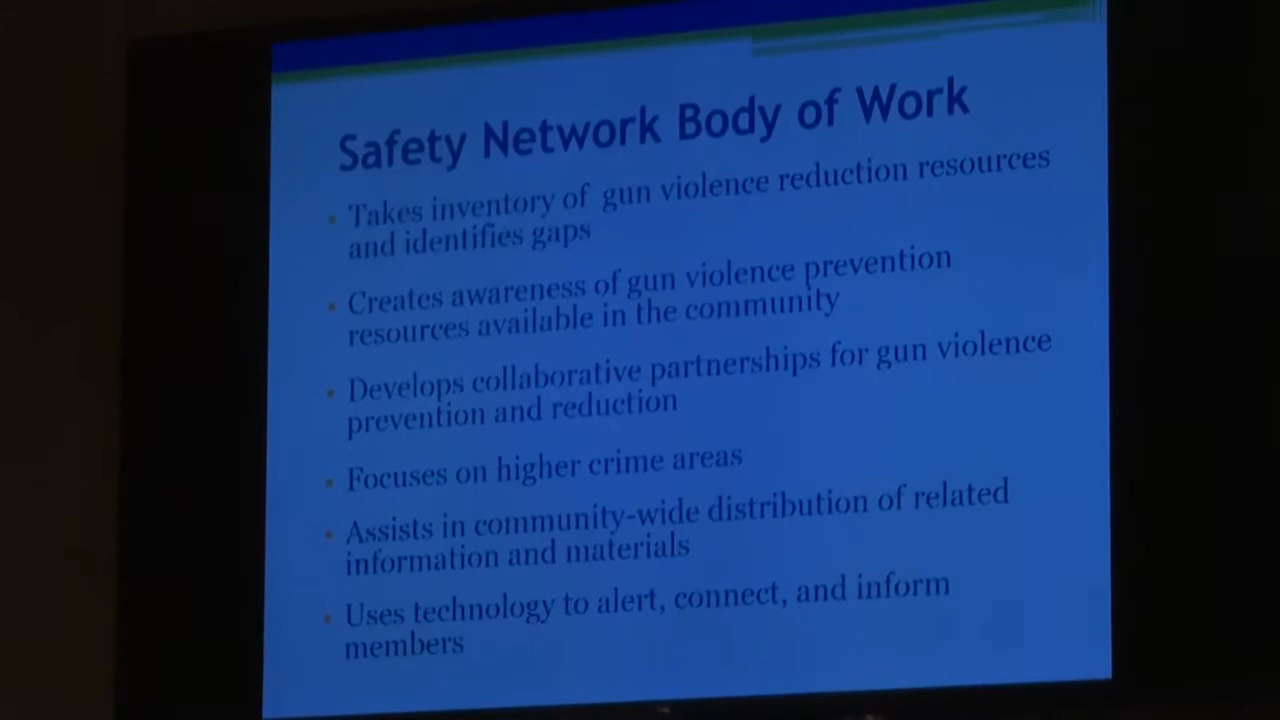 Safety Network Body of Work
Takes inventory of gun violence reduction resources
and identifies gaps
Creates awareness of gun violence prevention
resources available in the community
Develops collaborative partnerships for gun violence
prevention and reduction
Focuses on higher crime areas
Assists in community-wide distribution of related
information and materials
Uses technology to alert, connect, and inform
members